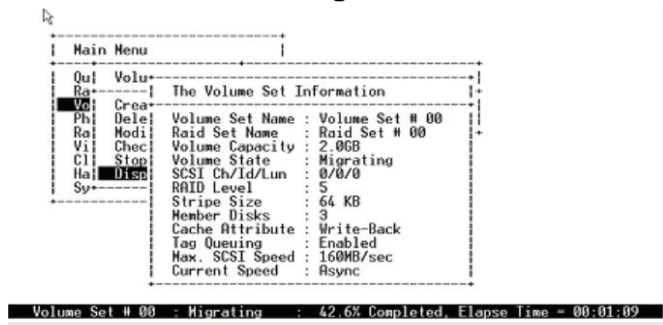 Main Menu
Qu Volu
Ra The Volume Set Information
Vo Crea
Ph Dele Volume Set Name : Volume Set # 00
Ra Modi Raid Set Name : Raid Set # 00
Vi Chec Volume Capacity : 2.0GB
Cl Stop Volume State : Migrating
Ha Disp SCSI Ch/Id/Lun : 0/0/0
Sy RAID Level : 5
Stripe Size : 64 KB
Member Disks : 3
Cache Attribute : Write-Back
Tag Queuing : Enabled
Max. SCSI Speed : 160MB/sec
Current Speed : Async
Volume Set # 00 : Migrating : 42.6% Completed, Elapse Time = 00:01:09